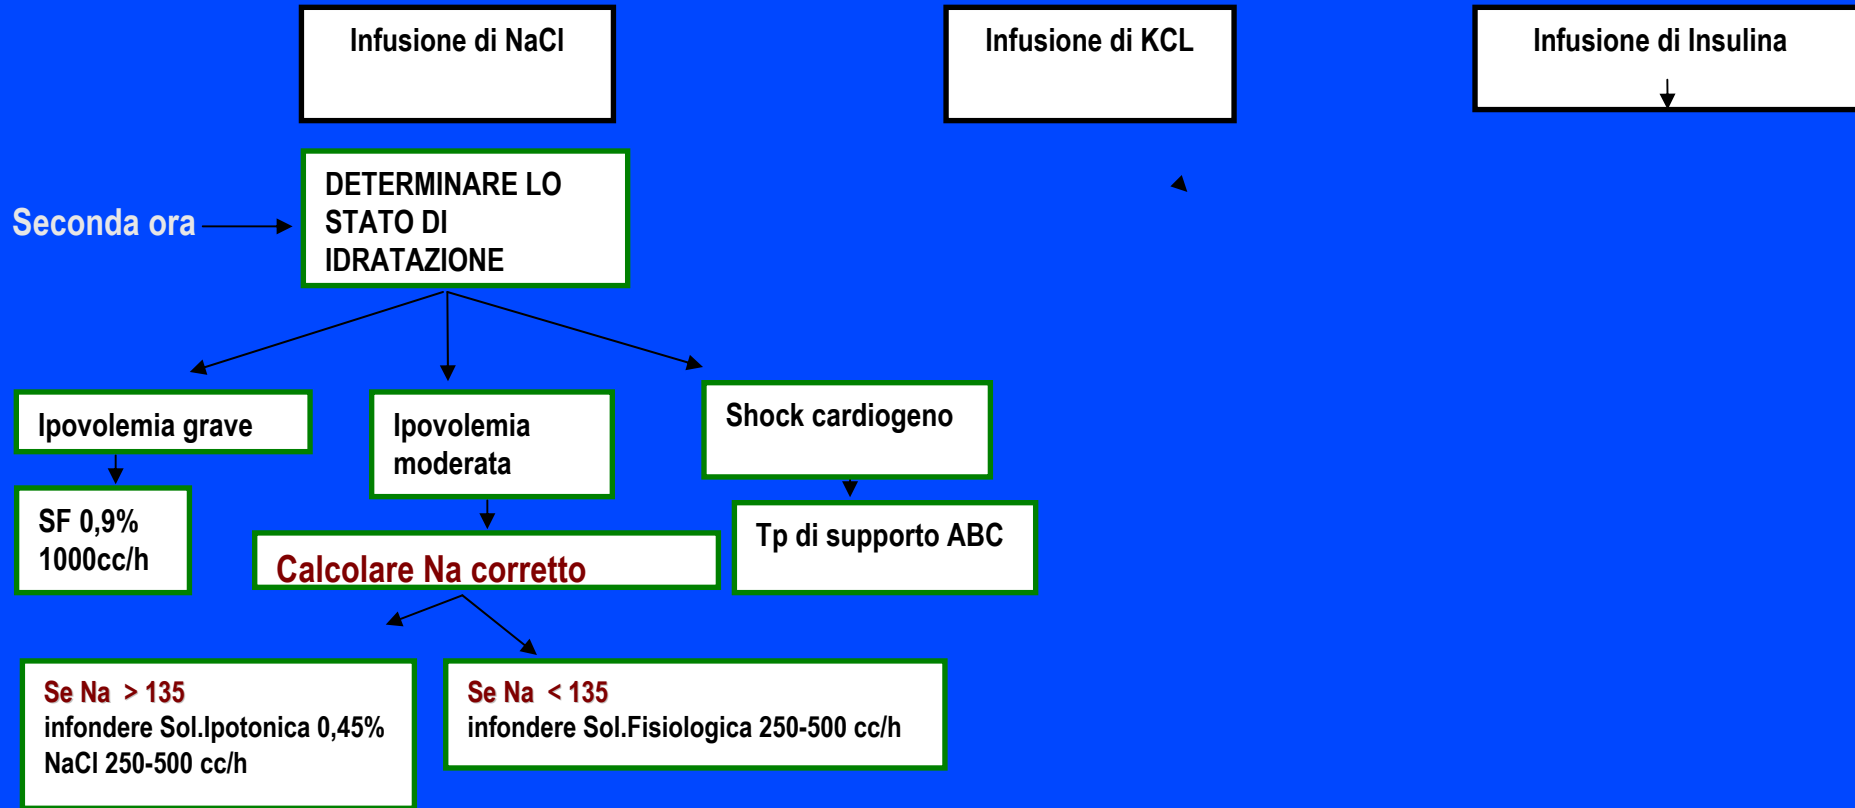 Infusione di NaCl
Infusione di KCL
Infusione di Insulina
Seconda ora
DETERMINARE LO
STATO DI
IDRATAZIONE
Ipovolemia grave
Ipovolemia
moderata
Shock cardiogeno
SF 0,9%
1000cc/h
Calcolare Na corretto
Tp di supporto ABC
Se Na > 135
infondere Sol.Ipotonica 0,45%
NaCl 250-500 cc/h
Se Na < 135
infondere Sol.Fisiologica 250-500 cc/h